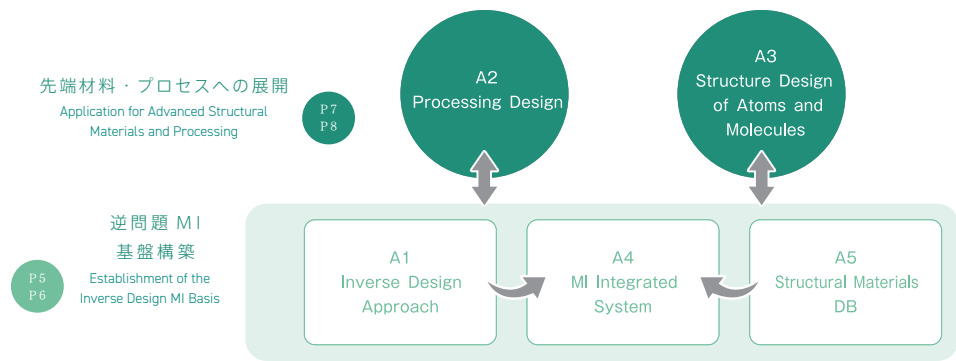 先端材料・プロセスへの展開
Application for Advanced Structural
Materials and Processing
P7
P8
A2
Processing Design
A3
Structure Design
of Atoms and
Molecules
逆問題 MI
基盤構築
Establishment of the
Inverse Design MI Basis
P5
P6
A1
Inverse Design
Approach
A4
MI Integrated
System
A5
Structural Materials
DB